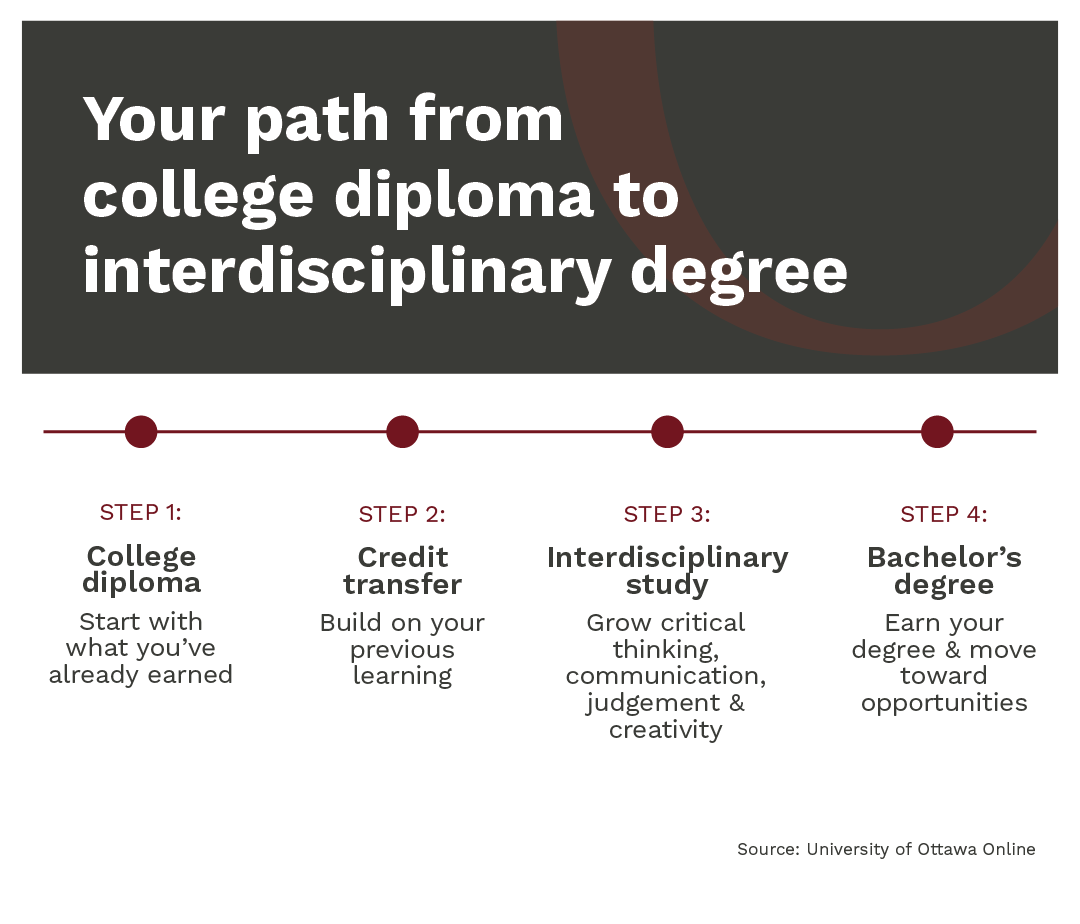 Your path from
college diploma to
interdisciplinary degree
STEP 1:
College
diploma
Start with
what you’ve
already earned
STEP 2:
Credit
transfer
Build on your
previous
learning
STEP 3:
Interdisciplinary
study
Grow critical
thinking,
communication,
judgement &
creativity
STEP 4:
Bachelor’s
degree
Earn your
degree & move
toward
opportunities
Source: University of Ottawa Online